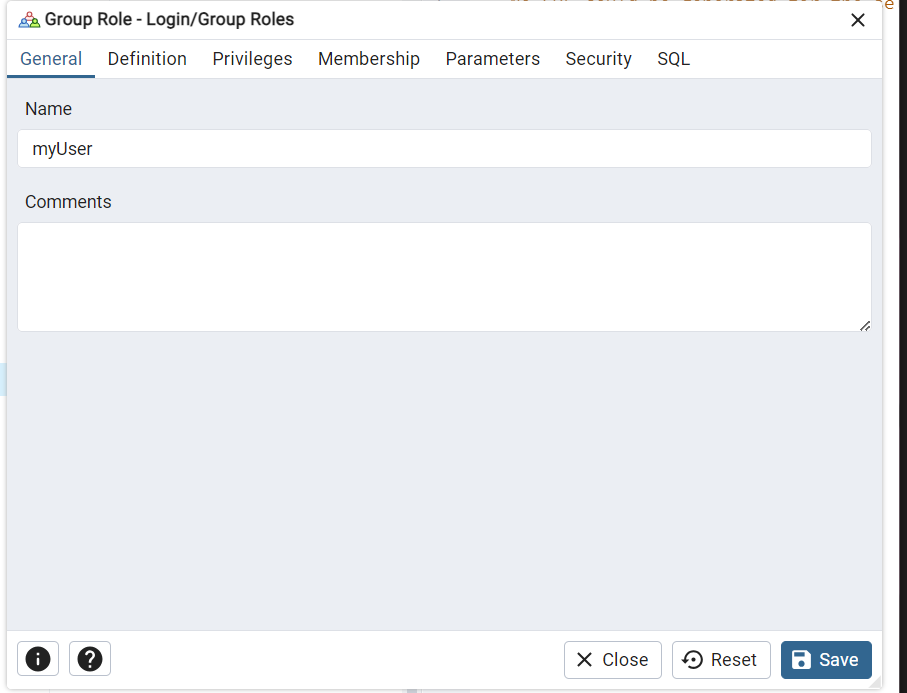 Group Role - Login/Group Roles
General Definition Privileges Membership Parameters Security SQL
Name
myUser
Comments
Close Reset Save